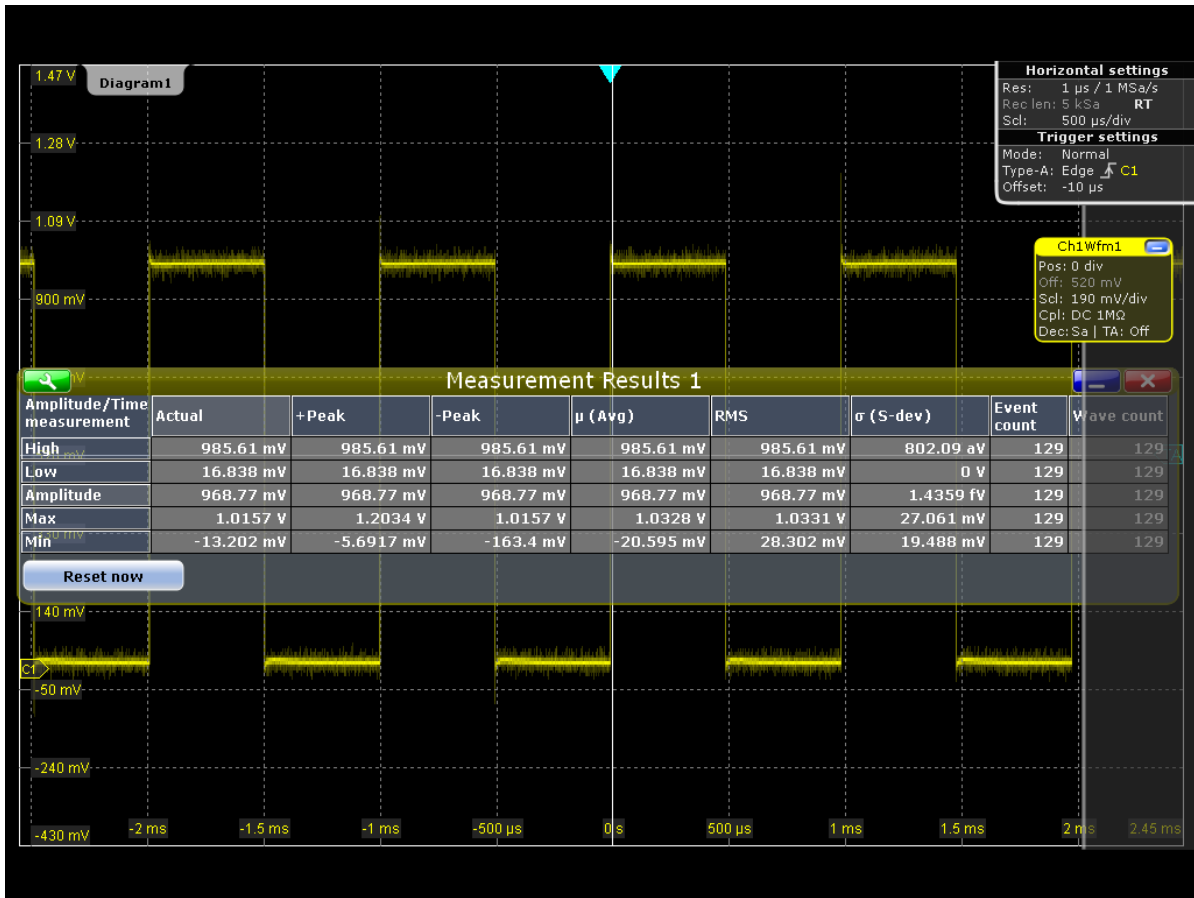 1.47 V
Diagram1
Horizontal settings
Res: 1 µs / 1 MSa/s
Rec len: 5 kSa RT
Scl: 500 µs/div
1.28 V
Trigger settings
Mode: Normal
Type-A: Edge C1
Offset: -10 µs
1.09 V
Ch1Wfm1
Pos: 0 div
Off: 520 mV
Scl: 190 mV/div
Cpl: DC 1MΩ
Dec: Sa | TA: Off
900 mV
Measurement Results 1
Amplitude/Time measurement Actual +Peak -Peak µ (Avg) RMS σ (S-dev) Event count Wave count
High 985.61 mV 985.61 mV 985.61 mV 985.61 mV 985.61 mV 802.09 aV 129 129
Low 16.838 mV 16.838 mV 16.838 mV 16.838 mV 16.838 mV 0 V 129 129
Amplitude 968.77 mV 968.77 mV 968.77 mV 968.77 mV 968.77 mV 1.4359 fV 129 129
Max 1.0157 V 1.2034 V 1.0157 V 1.0328 V 1.0331 V 27.061 mV 129 129
Min -13.202 mV -5.6917 mV -163.4 mV -20.595 mV 28.302 mV 19.488 mV 129 129
Reset now
140 mV
C1
-50 mV
-240 mV
-430 mV
-2 ms -1.5 ms -1 ms -500 µs 0 s 500 µs 1 ms 1.5 ms 2 ms 2.45 ms